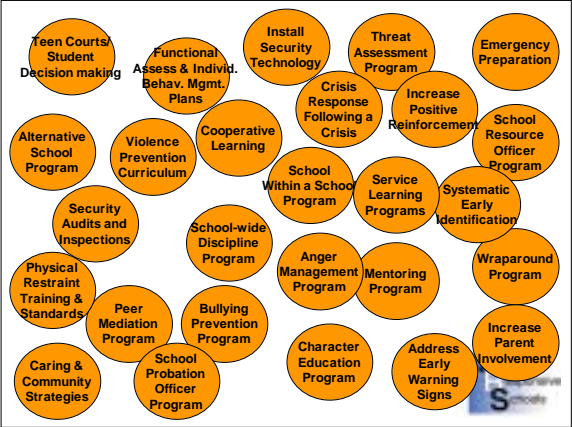 Teen Courts/
Student
Decision making
Functional
Assess & Individ.
Behav. Mgmt.
Plans
Install
Security
Technology
Threat
Assessment
Program
Emergency
Preparation
Crisis
Response
Following a
Crisis
Increase
Positive
Reinforcement
School
Resource
Officer
Program
Alternative
School
Program
Violence
Prevention
Curriculum
Cooperative
Learning
School
Within a School
Program
Service
Learning
Programs
Systematic
Early
Identification
Security
Audits and
Inspections
School-wide
Discipline
Program
Anger
Management
Program
Mentoring
Program
Wraparound
Program
Physical
Restraint
Training &
Standards
Peer
Mediation
Program
Bullying
Prevention
Program
Increase
Parent
Involvement
Caring &
Community
Strategies
School
Probation
Officer
Program
Character
Education
Program
Address
Early
Warning
Signs
Schools